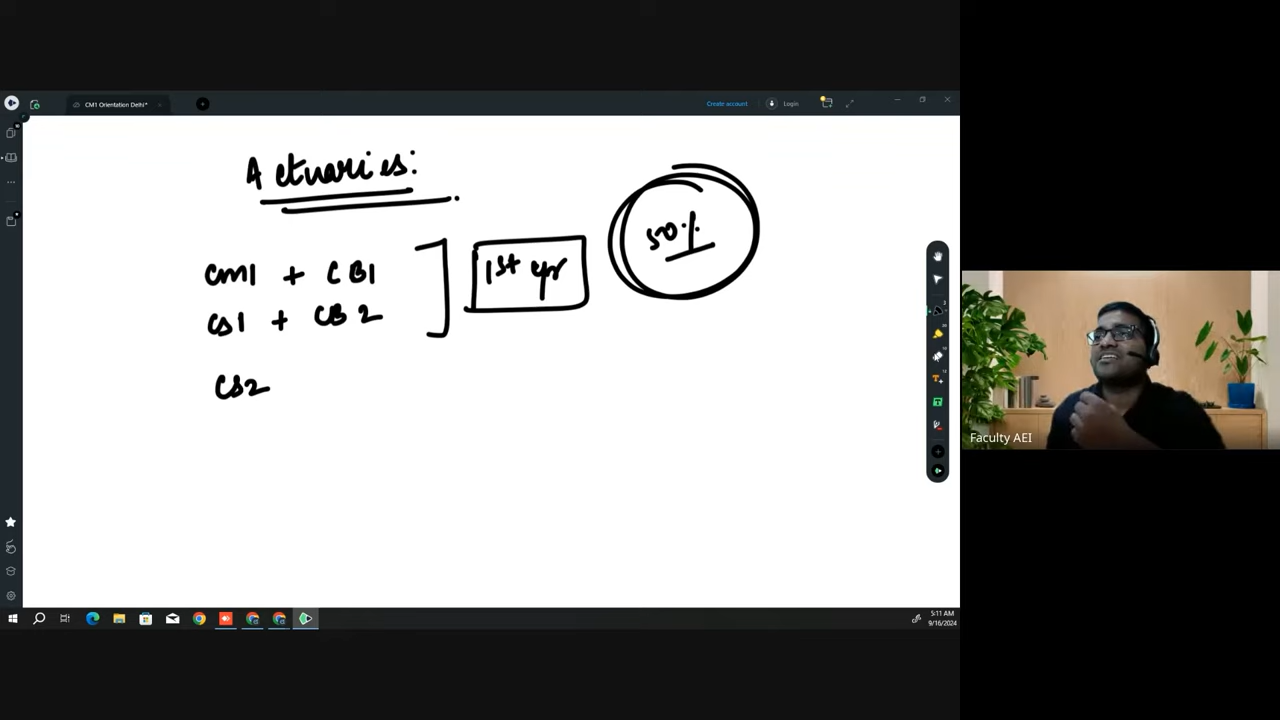 CM1 Orientation Delhi*
Create account
Login
Actuaries:
CM1 + CB1
CS1 + CB2
1st yr
50%
CS2
Faculty AEI
5:11 AM
9/16/2024